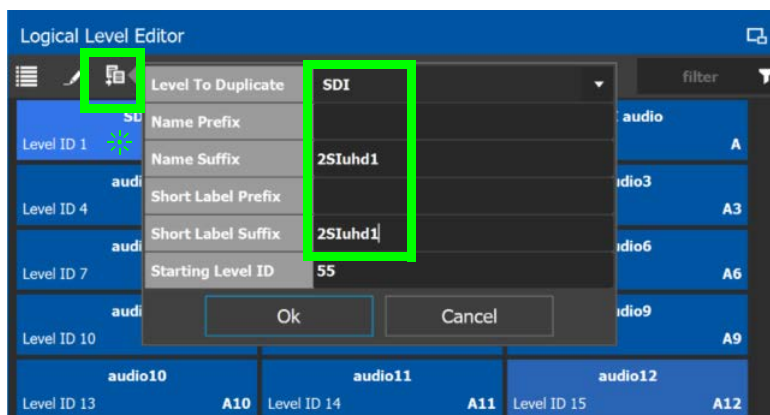 Logical Level Editor
filter
Level To Duplicate SDI
Name Prefix
Name Suffix 2SIuhd1
Short Label Prefix
Short Label Suffix 2SIuhd1
Starting Level ID 55
Ok Cancel
audio
Level ID 1 A
Level ID 4 A3
Level ID 7 A6
Level ID 10 A9
audio10 audio11 audio12
Level ID 13 A10 Level ID 14 A11 Level ID 15 A12